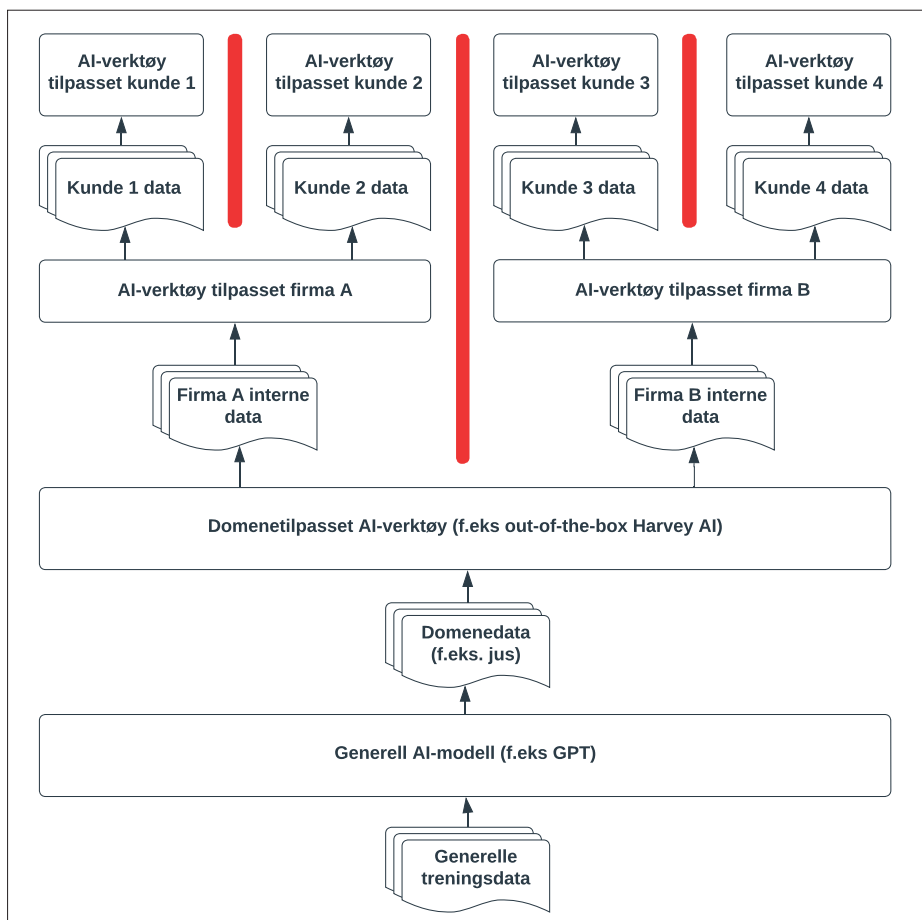 AI-verktøy
tilpasset kunde 1
AI-verktøy
tilpasset kunde 2
AI-verktøy
tilpasset kunde 3
AI-verktøy
tilpasset kunde 4
Kunde 1 data
Kunde 2 data
Kunde 3 data
Kunde 4 data
AI-verktøy tilpasset firma A
AI-verktøy tilpasset firma B
Firma A interne
data
Firma B interne
data
Domenetilpasset AI-verktøy (f.eks out-of-the-box Harvey AI)
Domenedata
(f.eks. jus)
Generell AI-modell (f.eks GPT)
Generelle
treningsdata